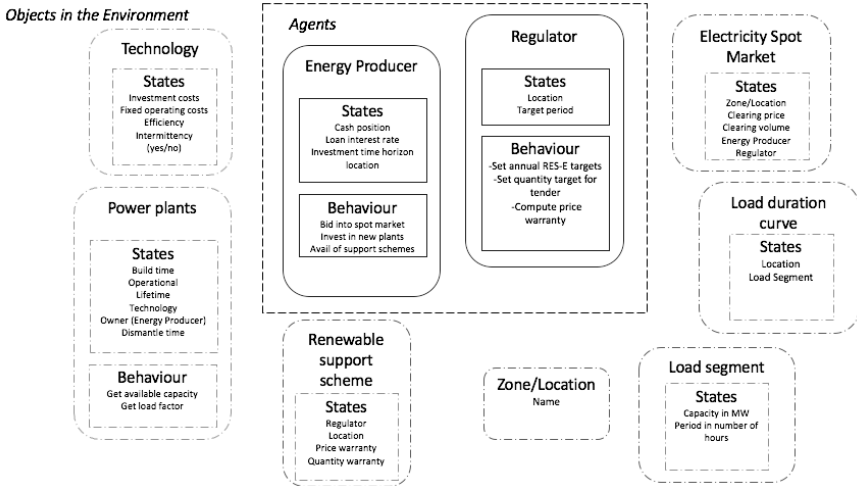 Objects in the Environment
Technology
States
Investment costs
Fixed operating costs
Efficiency
Intermittency
(yes/no)
Power plants
States
Build time
Operational
Lifetime
Technology
Owner (Energy Producer)
Dismantle time
Behaviour
Get available capacity
Get load factor
Agents
Energy Producer
States
Cash position
Loan interest rate
Investment time horizon
location
Behaviour
Bid into spot market
Invest in new plants
Avail of support schemes
Regulator
States
Location
Target period
Behaviour
-Set annual RES-E targets
-Set quantity target for
tender
-Compute price
warranty
Renewable
support
scheme
States
Regulator
Location
Price warranty
Quantity warranty
Zone/Location
Name
Electricity Spot
Market
States
Zone/Location
Clearing price
Clearing volume
Energy Producer
Regulator
Load duration
curve
States
Location
Load Segment
Load segment
States
Capacity in MW
Period in number of
hours